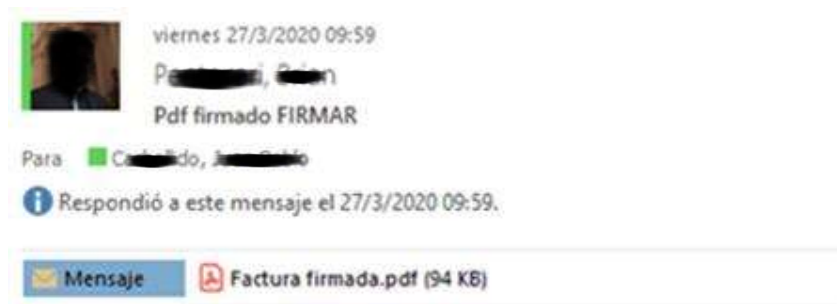 viernes 27/3/2020 09:59
Pdf firmado FIRMAR
Para
Respondió a este mensaje el 27/3/2020 09:59.
Mensaje Factura firmada.pdf (94 KB)